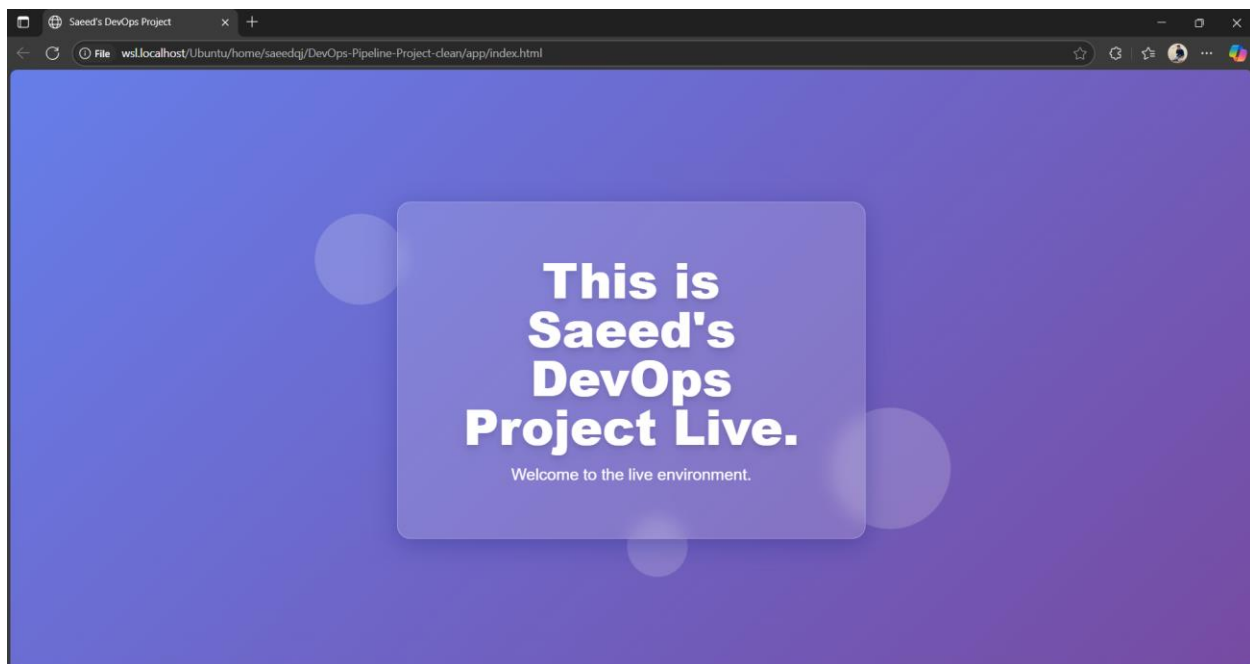 Saeed's DevOps Project
File wsl.localhost/Ubuntu/home/saeedqj/DevOps-Pipeline-Project-clean/app/index.html
This is
Saeed's
DevOps
Project Live.
Welcome to the live environment.